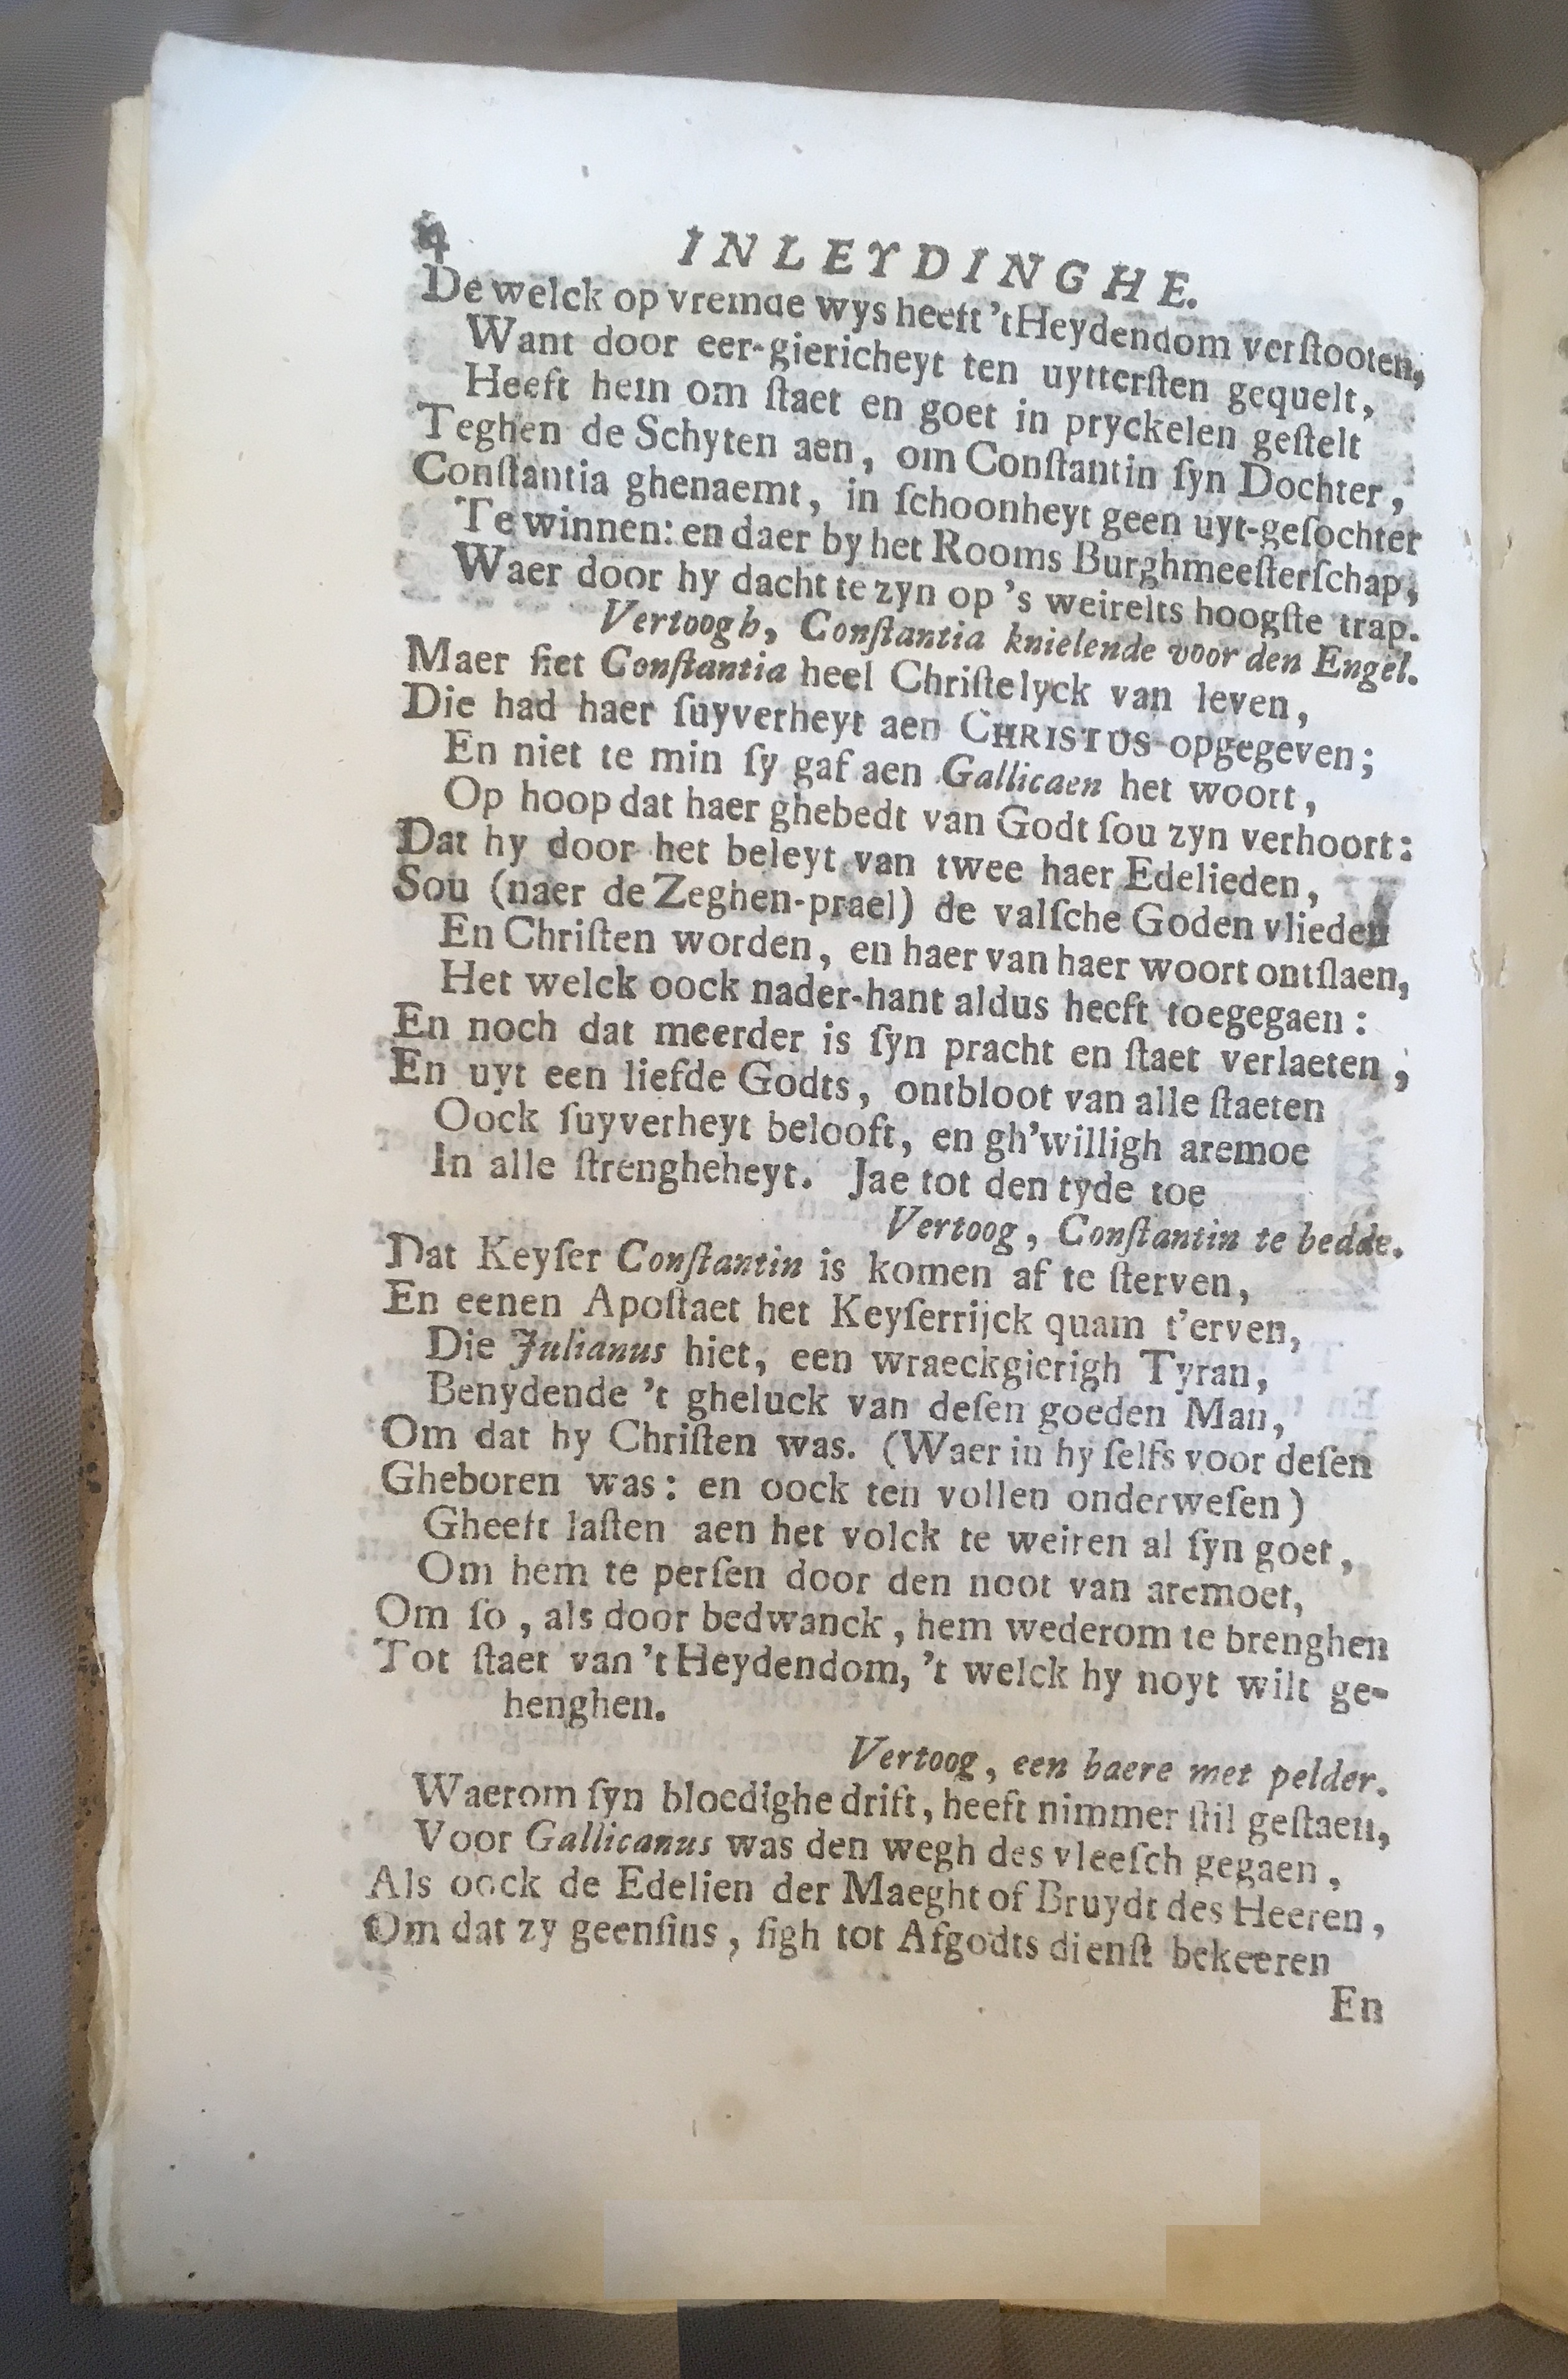 4 INLEYDINGHE.
De welck op vremde wys heeft 't Heydendom verſtooten,
Want door eer-giericheyt ten uytterſten gequelt,
Heeft hem om ſtaet en goet in pryckelen geſtelt
Teghen de Schyten aen, om Conſtantin ſyn Dochter,
Conſtantia ghenaemt, in ſchoonheyt geen uyt-geſochter
Te winnen: en daer by het Rooms Burghmeeſterſchap,
Waer door hy dacht te zyn op 's weirelts hoogſte trap.
Vertoogh, Conſtantia knielende voor den Engel.
Maer ſiet Conſtantia heel Chriſtelyck van leven,
Die had haer ſuyverheyt aen CHRISTUS opgegeven;
En niet te min ſy gaf aen Gallicaen het woort,
Op hoop dat haer ghebedt van Godt ſou zyn verhoort:
Dat hy door het beleyt van twee haer Edelieden,
Sou (naer de Zeghen-prael) de valſche Goden vlieden
En Chriſten worden, en haer van haer woort ontſlaen,
Het welck oock nader-hant aldus heeft toegegaen:
En noch dat meerder is ſyn pracht en ſtaet verlaeten,
En uyt een liefde Godts, ontbloot van alle ſtaeten
Oock ſuyverheyt belooft, en gh'willigh aremoe
In alle ſtrengheheyt. Jae tot den tyde toe
Vertoog, Conſtantin te bedde.
Dat Keyſer Conſtantin is komen af te ſterven,
En eenen Apoſtaet het Keyſerrijck quam t'erven,
Die Julianus hiet, een wraeckgierigh Tyran,
Benydende 't gheluck van deſen goeden Man,
Om dat hy Chriſten was. (Waer in hy ſelfs voor deſen
Gheboren was: en oock ten vollen onderweſen)
Gheeft laſten aen het volck te weiren al ſyn goet,
Om hem te perſen door den noot van aremoet,
Om ſo, als door bedwanck, hem wederom te brenghen
Tot ſtaet van 't Heydendom, 't welck hy noyt wilt ge-
henghen.
Vertoog, een baere met pelder.
Waerom ſyn bloedighe drift, heeft nimmer ſtil geſtaen,
Voor Gallicanus was den wegh des vleeſch gegaen,
Als oock de Edelien der Maeght of Bruydt des Heeren,
Om dat zy geenſins, ſigh tot Afgodts dienſt bekeeren
En